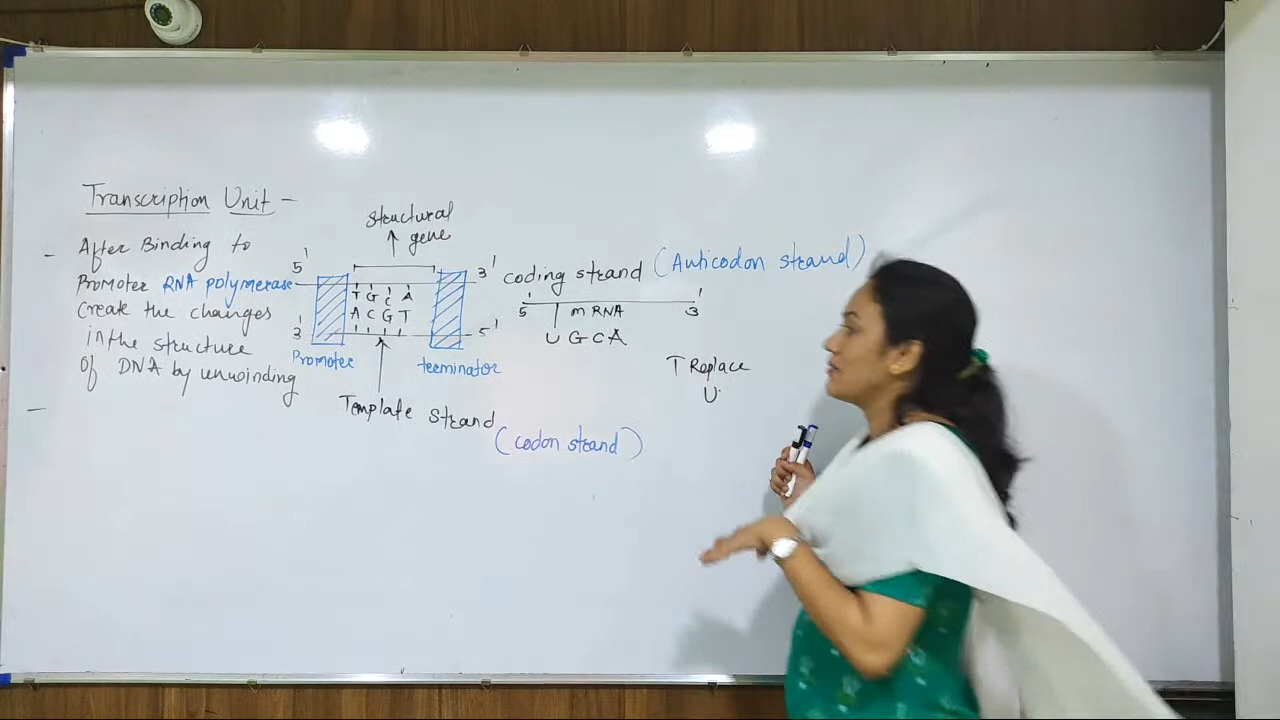 Transcription Unit -
- After Binding to
Promoter RNA polymerase
create the changes
in the structure
of DNA by unwinding
-
structural
gene
5' 3'
T G C A
A C G T
3' 5'
Promoter
terminator
Template strand
(codon strand)
coding strand (Anticodon strand)
5' mRNA 3'
U G C A
T Replace
U